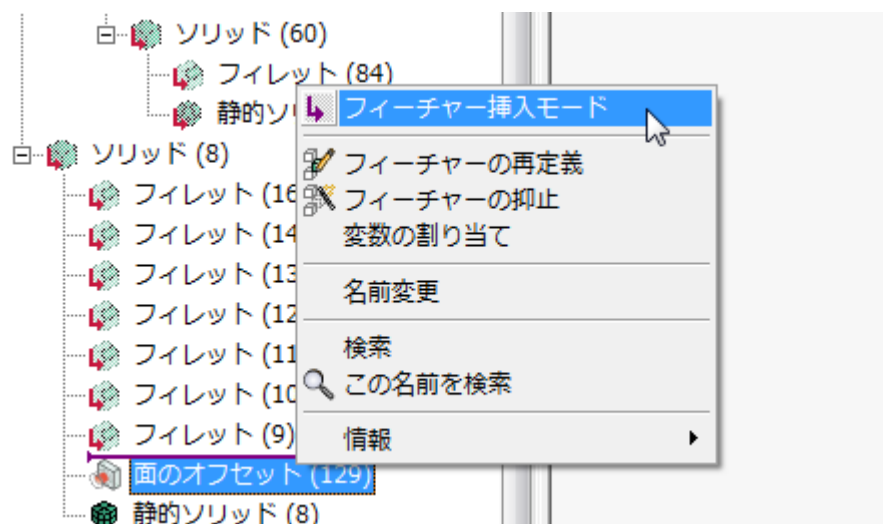 ソリッド (60)
フィレット (84)
静的ソ
フィーチャー挿入モード
ソリッド (8)
フィーチャーの再定義
フィレット (16
フィーチャーの抑止
フィレット (14
変数の割り当て
フィレット (13
名前変更
フィレット (12
検索
フィレット (11
この名前を検索
フィレット (10
フィレット (9)
情報
面のオフセット (129)
静的ソリッド (8)